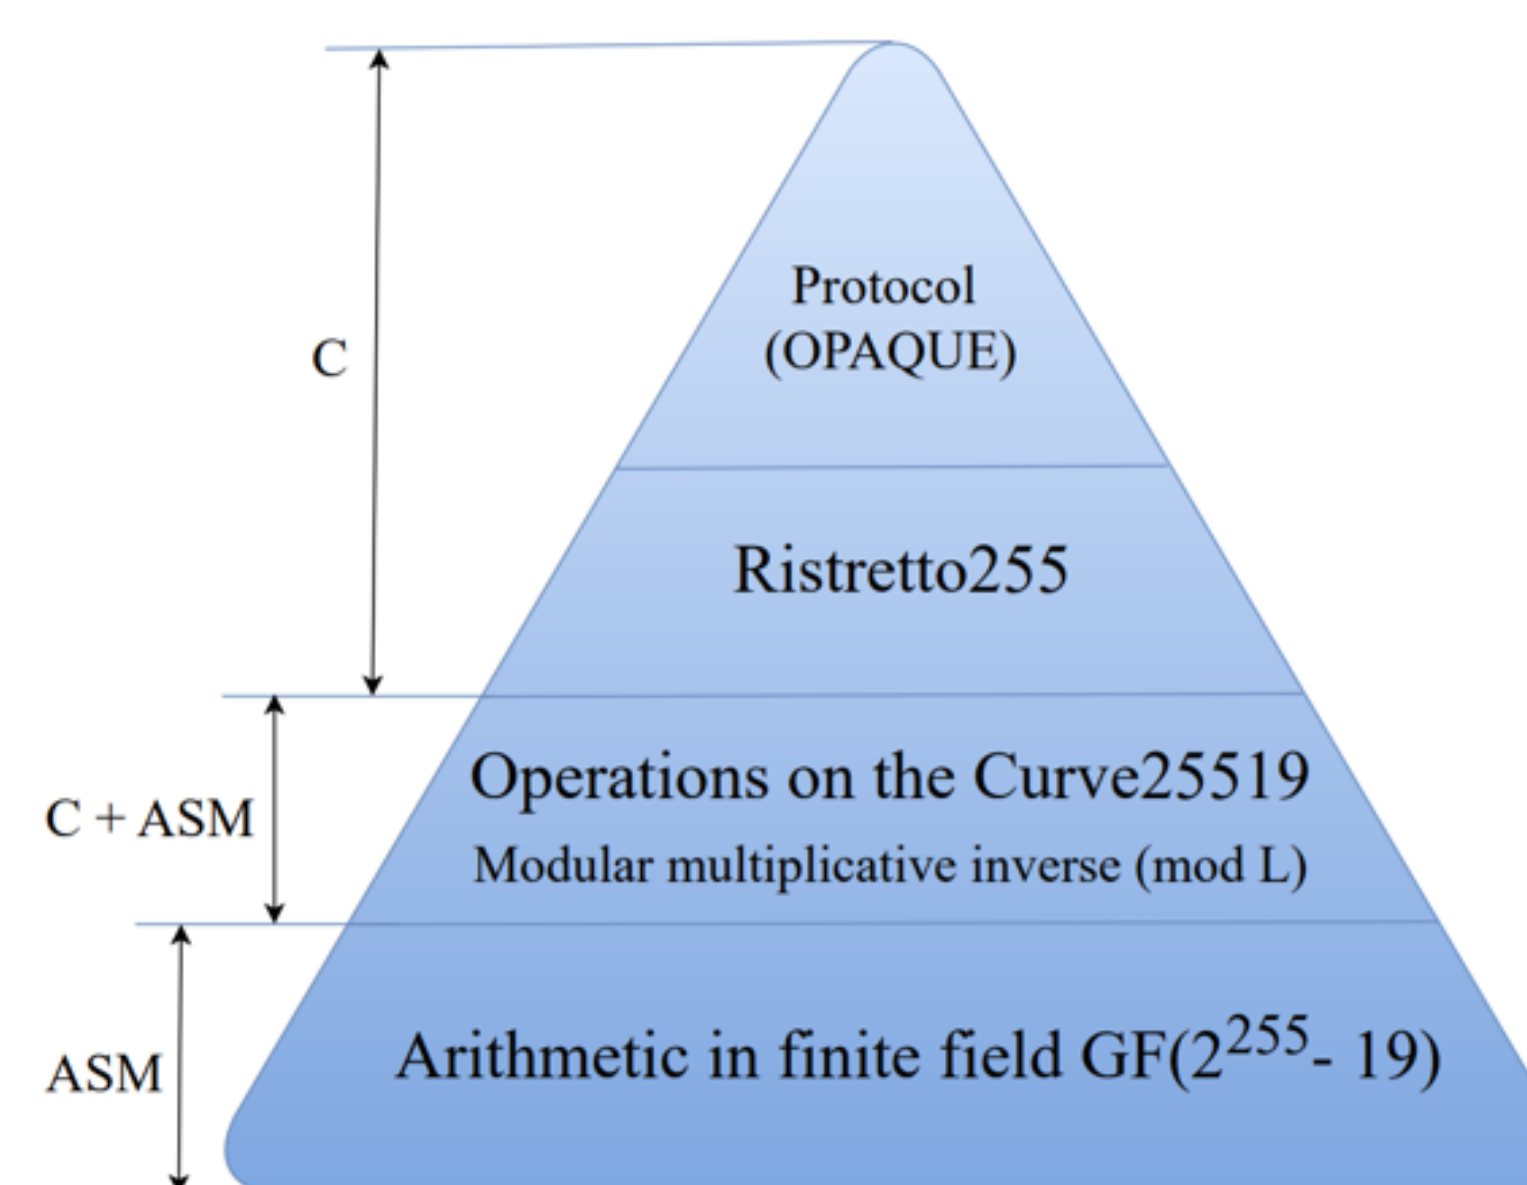 Protocol
(OPAQUE)
C
Ristretto255
Operations on the Curve25519
C + ASM
Modular multiplicative inverse (mod L)
Arithmetic in finite field GF(2²⁵⁵- 19)
ASM